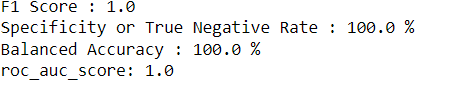 F1 Score : 1.0
Specificity or True Negative Rate : 100.0 %
Balanced Accuracy : 100.0 %
roc_auc_score: 1.0